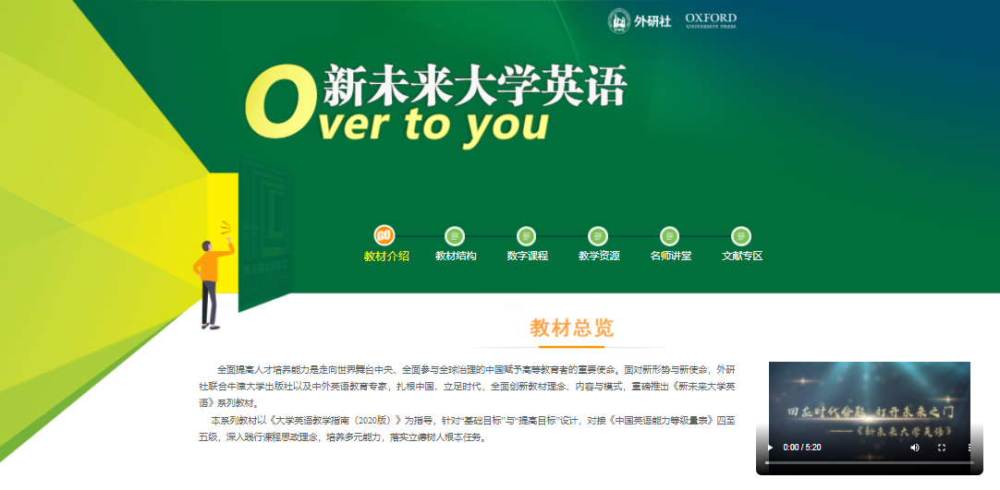 外研社 OXFORD
UNIVERSITY PRESS
新未来大学英语
Over to you
GO
教材介绍 教材结构 数字课程 教学资源 名师讲堂 文献专区
教材总览
全面提高人才培养能力是走向世界舞台中央、全面参与全球治理的中国赋予高等教育者的重要使命。面对新形势与新使命，外研
社联合牛津大学出版社以及中外英语教育专家，扎根中国、立足时代，全面创新教材理念、内容与模式，重磅推出《新未来大学英
语》系列教材。
本系列教材以《大学英语教学指南（2020版）》为指导，针对“基础目标”与“提高目标”设计，对接《中国英语能力等级量表》四至
五级，深入践行课程思政理念，培养多元能力，落实立德树人根本任务。
回应时代命题 打开未来之门
——《新未来大学英语》
0:00 / 5:20